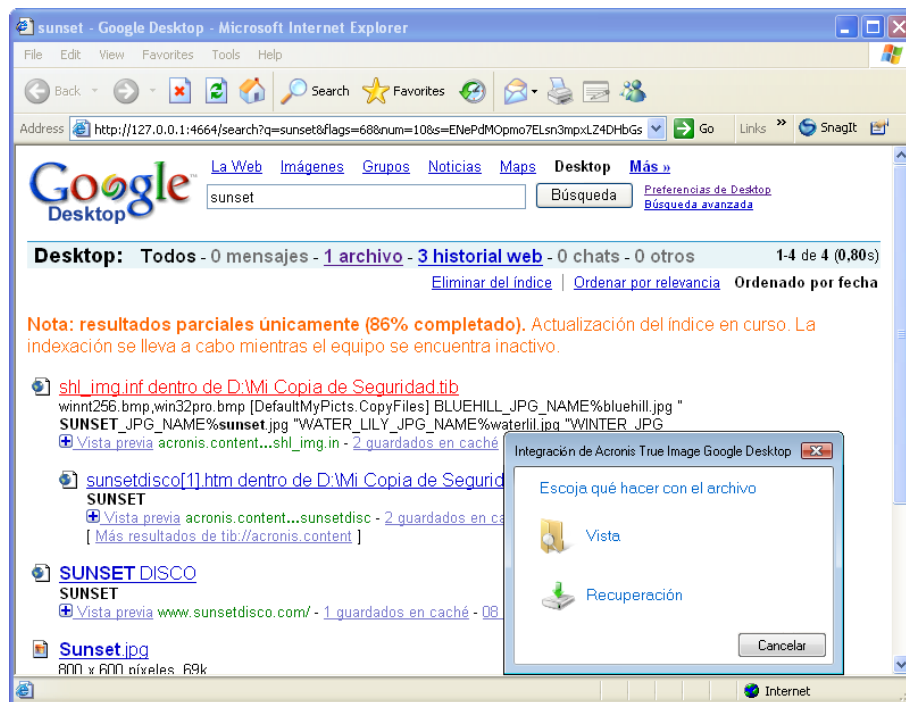 sunset - Google Desktop - Microsoft Internet Explorer
File Edit View Favorites Tools Help
Back Search Favorites
Address http://127.0.0.1:4664/search?q=sunset&flags=68&num=10&s=ENePdMOpmo7ELsn3mpxLZ4DHbGs Go Links » SnagIt
La Web Imágenes Grupos Noticias Maps Desktop Más »
Google Desktop
sunset Búsqueda Preferencias de Desktop
Búsqueda avanzada
Desktop: Todos - 0 mensajes - 1 archivo - 3 historial web - 0 chats - 0 otros 1-4 de 4 (0,80s)
Eliminar del índice | Ordenar por relevancia Ordenado por fecha
Nota: resultados parciales únicamente (86% completado). Actualización del índice en curso. La
indexación se lleva a cabo mientras el equipo se encuentra inactivo.
shl_img.inf dentro de D:\Mi Copia de Seguridad.tib
winnt256.bmp,win32pro.bmp [DefaultMyPicts.CopyFiles] BLUEHILL_JPG_NAME%bluehill.jpg "
SUNSET_JPG_NAME%sunset.jpg "WATER_LILY_JPG_NAME%waterlil.jpg "WINTER_JPG
Vista previa acronis.content...shl_img.in - 2 guardados en caché
sunsetdisco[1].htm dentro de D:\Mi Copia de Segurid
SUNSET
Vista previa acronis.content...sunsetdisc - 2 guardados en ca
[ Más resultados de tib://acronis.content ]
SUNSET DISCO
SUNSET
Vista previa www.sunsetdisco.com/ - 1 guardados en caché - 08
Sunset.jpg
800 x 600 píxeles 69k
Integración de Acronis True Image Google Desktop
Escoja qué hacer con el archivo
Vista
Recuperación
Cancelar
Internet